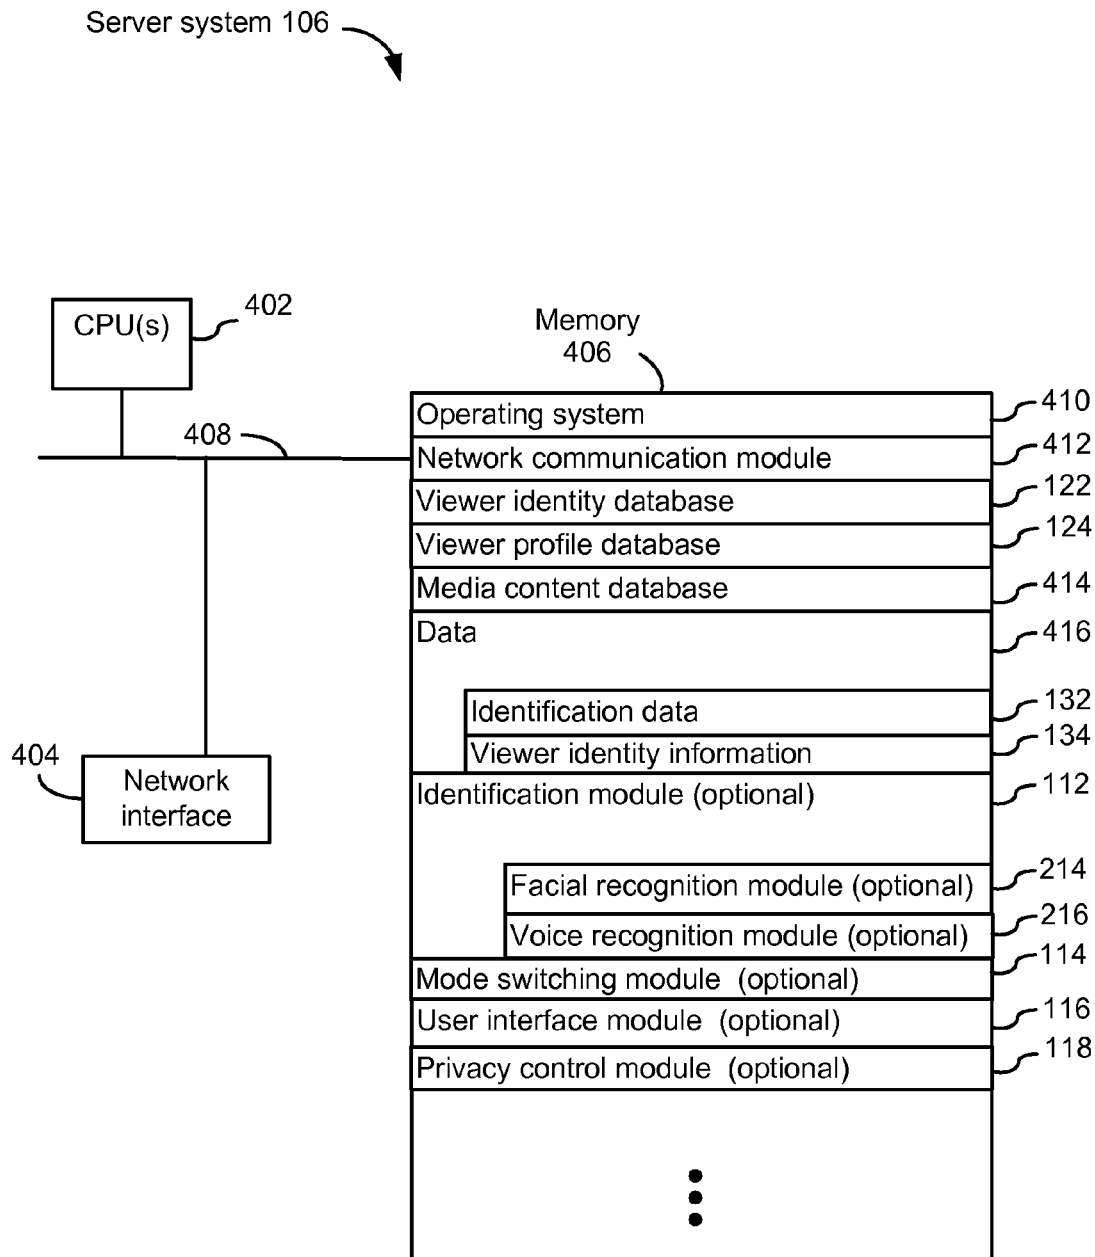 Server system 106
CPU(s)
402
Memory
406
408
Operating system
410
Network communication module
412
Viewer identity database
122
Viewer profile database
124
Media content database
414
Data
416
Identification data
132
Viewer identity information
134
404
Network
interface
Identification module (optional)
112
Facial recognition module (optional)
214
Voice recognition module (optional)
216
Mode switching module  (optional)
114
User interface module  (optional)
116
Privacy control module  (optional)
118